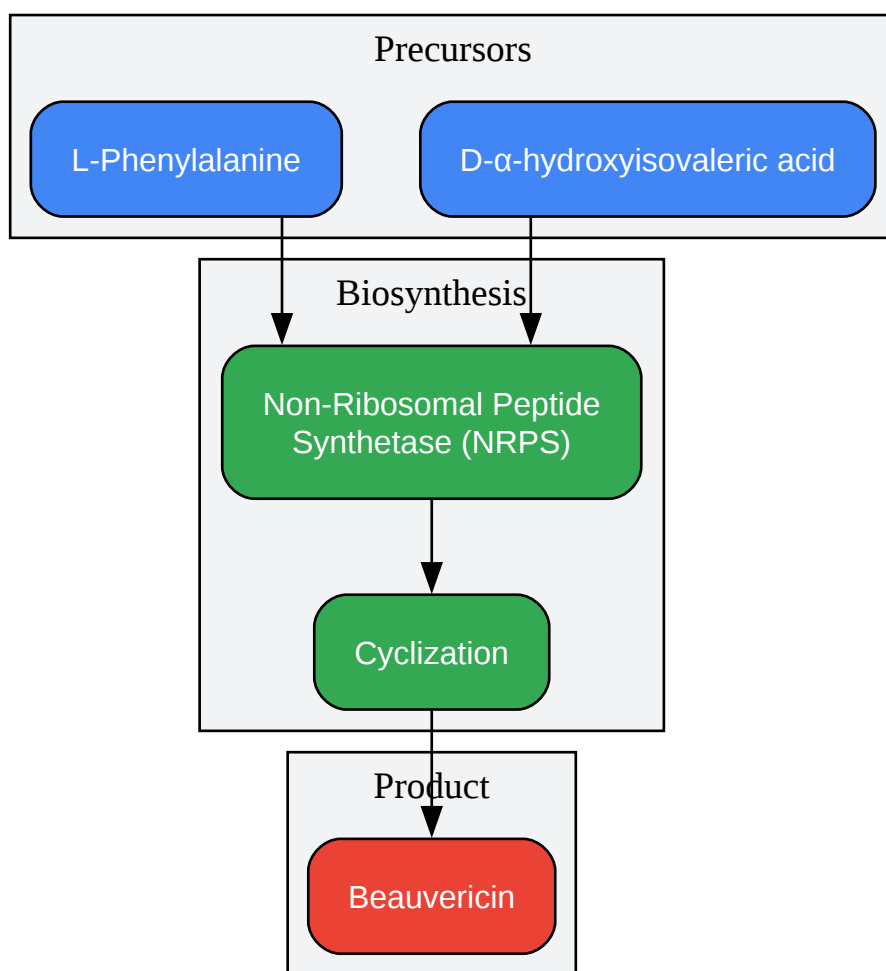 Precursors
L-Phenylalanine
D-α-hydroxyisovaleric acid
Biosynthesis
Non-Ribosomal Peptide
Synthetase (NRPS)
Cyclization
Product
Beauvericin